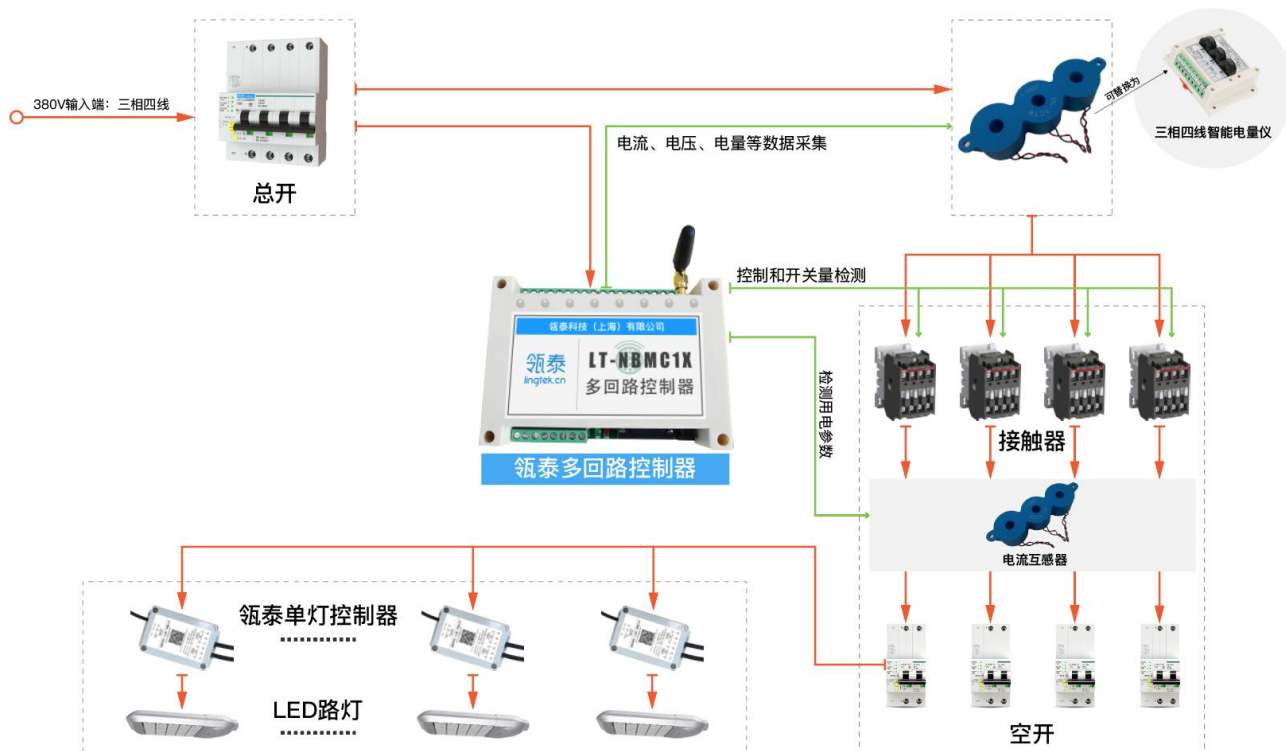 380V输入端：三相四线
总开
电流、电压、电量等数据采集
可替换为
三相四线智能电量仪
控制和开关量检测
瓴泰科技（上海）有限公司
瓴泰
lingtek.cn
LT-NBMC1X
多回路控制器
瓴泰多回路控制器
检测用电参数
接触器
电流互感器
瓴泰单灯控制器
LED路灯
空开